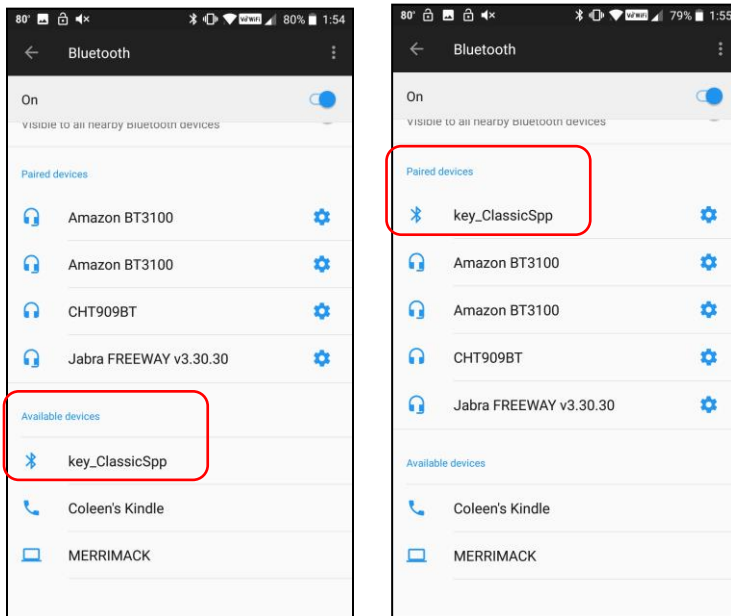 80° 80% 1:54
Bluetooth
On
Visible to all nearby Bluetooth devices
Paired devices
Amazon BT3100
Amazon BT3100
CHT909BT
Jabra FREEWAY v3.30.30
Available devices
key_ClassicSpp
Coleen's Kindle
MERRIMACK
80° 79% 1:55
Bluetooth
On
Visible to all nearby Bluetooth devices
Paired devices
key_ClassicSpp
Amazon BT3100
Amazon BT3100
CHT909BT
Jabra FREEWAY v3.30.30
Available devices
Coleen's Kindle
MERRIMACK